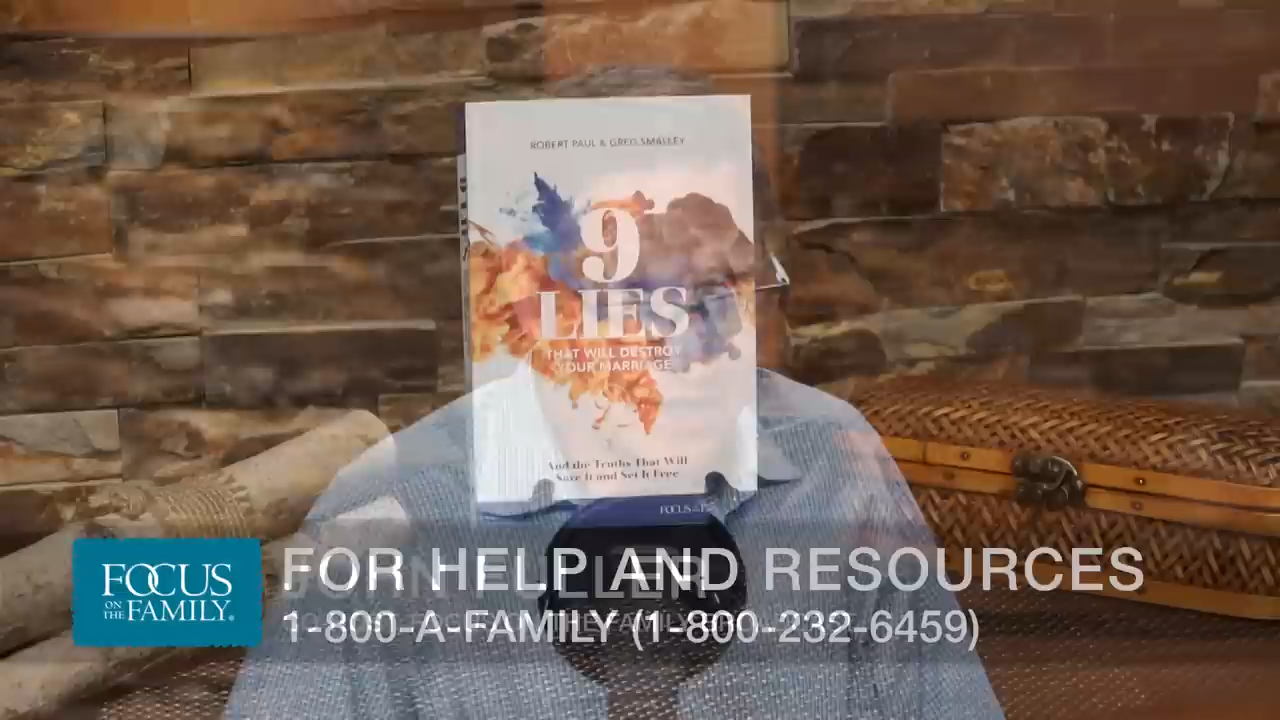 ROBERT PAUL & GREG SMALLEY
9
LIES
THAT WILL DESTROY
YOUR MARRIAGE
And the Truths That Will
Save It and Set It Free
FOCUS
ON THE FAMILY®
FOR HELP AND RESOURCES
1-800-A-FAMILY (1-800-232-6459)